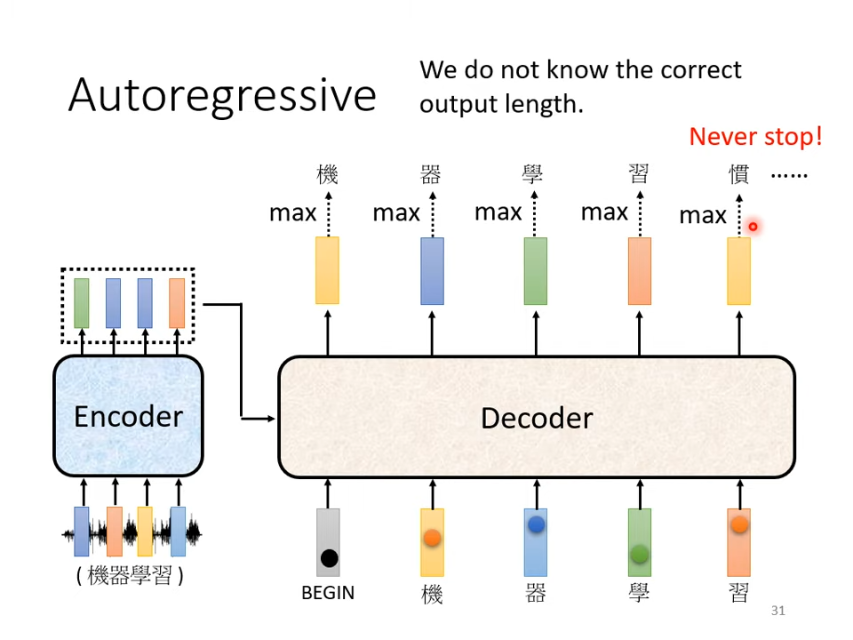 Autoregressive
We do not know the correct
output length.
Never stop!
機 器 學 習 慣 ……
max max max max max
Encoder
Decoder
(機器學習)
BEGIN 機 器 學 習
31